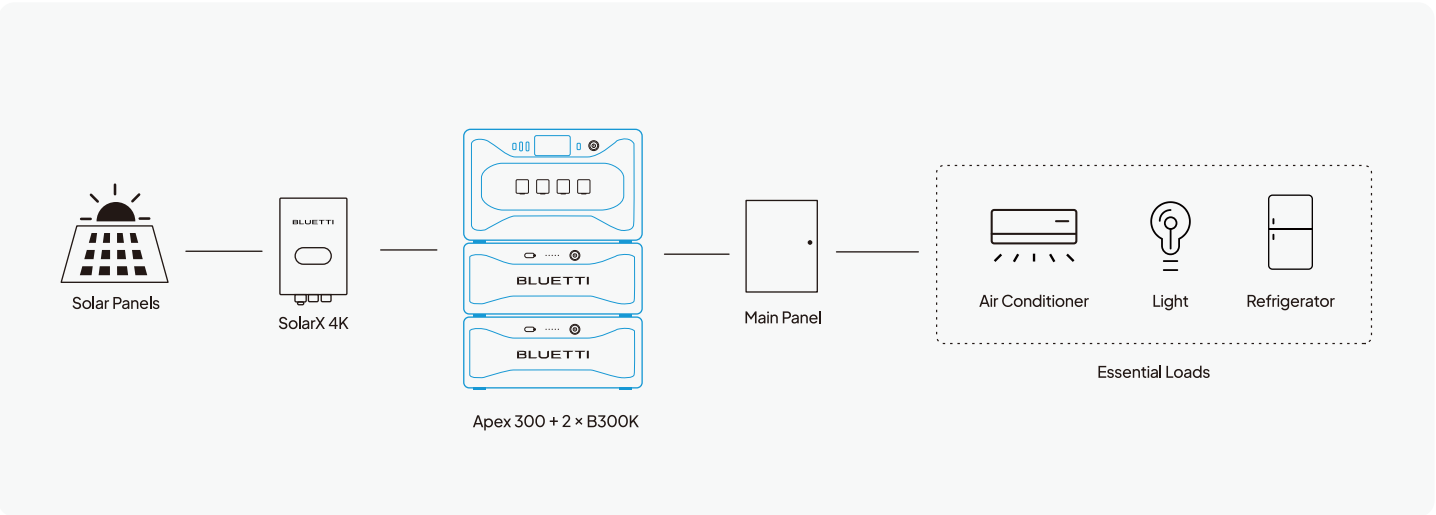 BLUETTI
Solar Panels
SolarX 4K
BLUETTI
BLUETTI
Apex 300 + 2 × B300K
Main Panel
Air Conditioner
Light
Refrigerator
Essential Loads